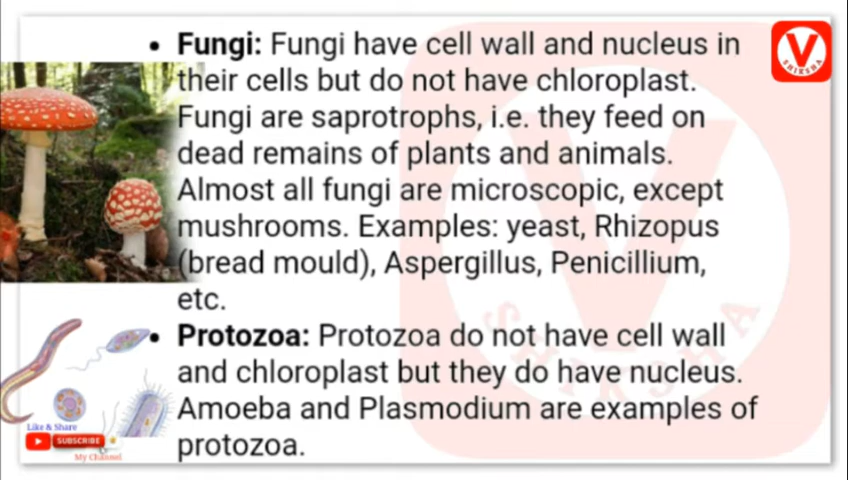 • Fungi: Fungi have cell wall and nucleus in
their cells but do not have chloroplast.
Fungi are saprotrophs, i.e. they feed on
dead remains of plants and animals.
Almost all fungi are microscopic, except
mushrooms. Examples: yeast, Rhizopus
(bread mould), Aspergillus, Penicillium,
etc.
• Protozoa: Protozoa do not have cell wall
and chloroplast but they do have nucleus.
Amoeba and Plasmodium are examples of
protozoa.
V
SHIKSHA
V
SHIKSHA
Like & Share
SUBSCRIBE
My Channel